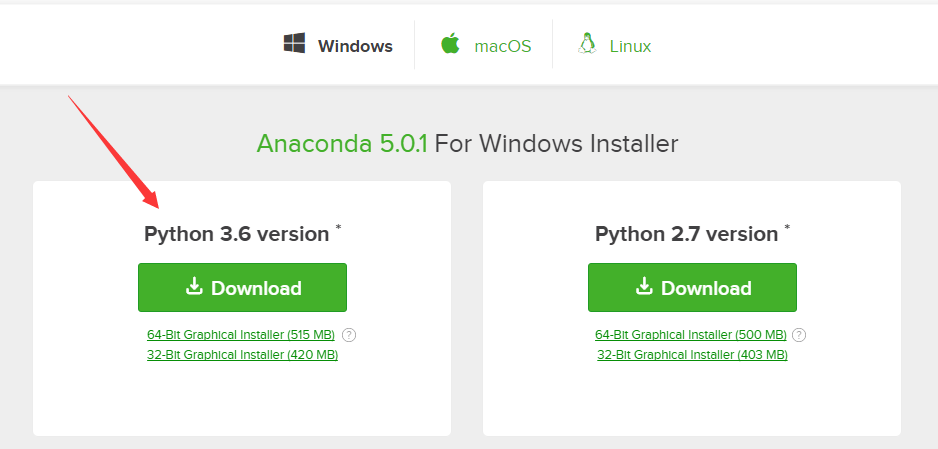 Windows
macOS
Linux
Anaconda 5.0.1 For Windows Installer
Python 3.6 version *
Download
64-Bit Graphical Installer (515 MB) ?
32-Bit Graphical Installer (420 MB)
Python 2.7 version *
Download
64-Bit Graphical Installer (500 MB) ?
32-Bit Graphical Installer (403 MB)